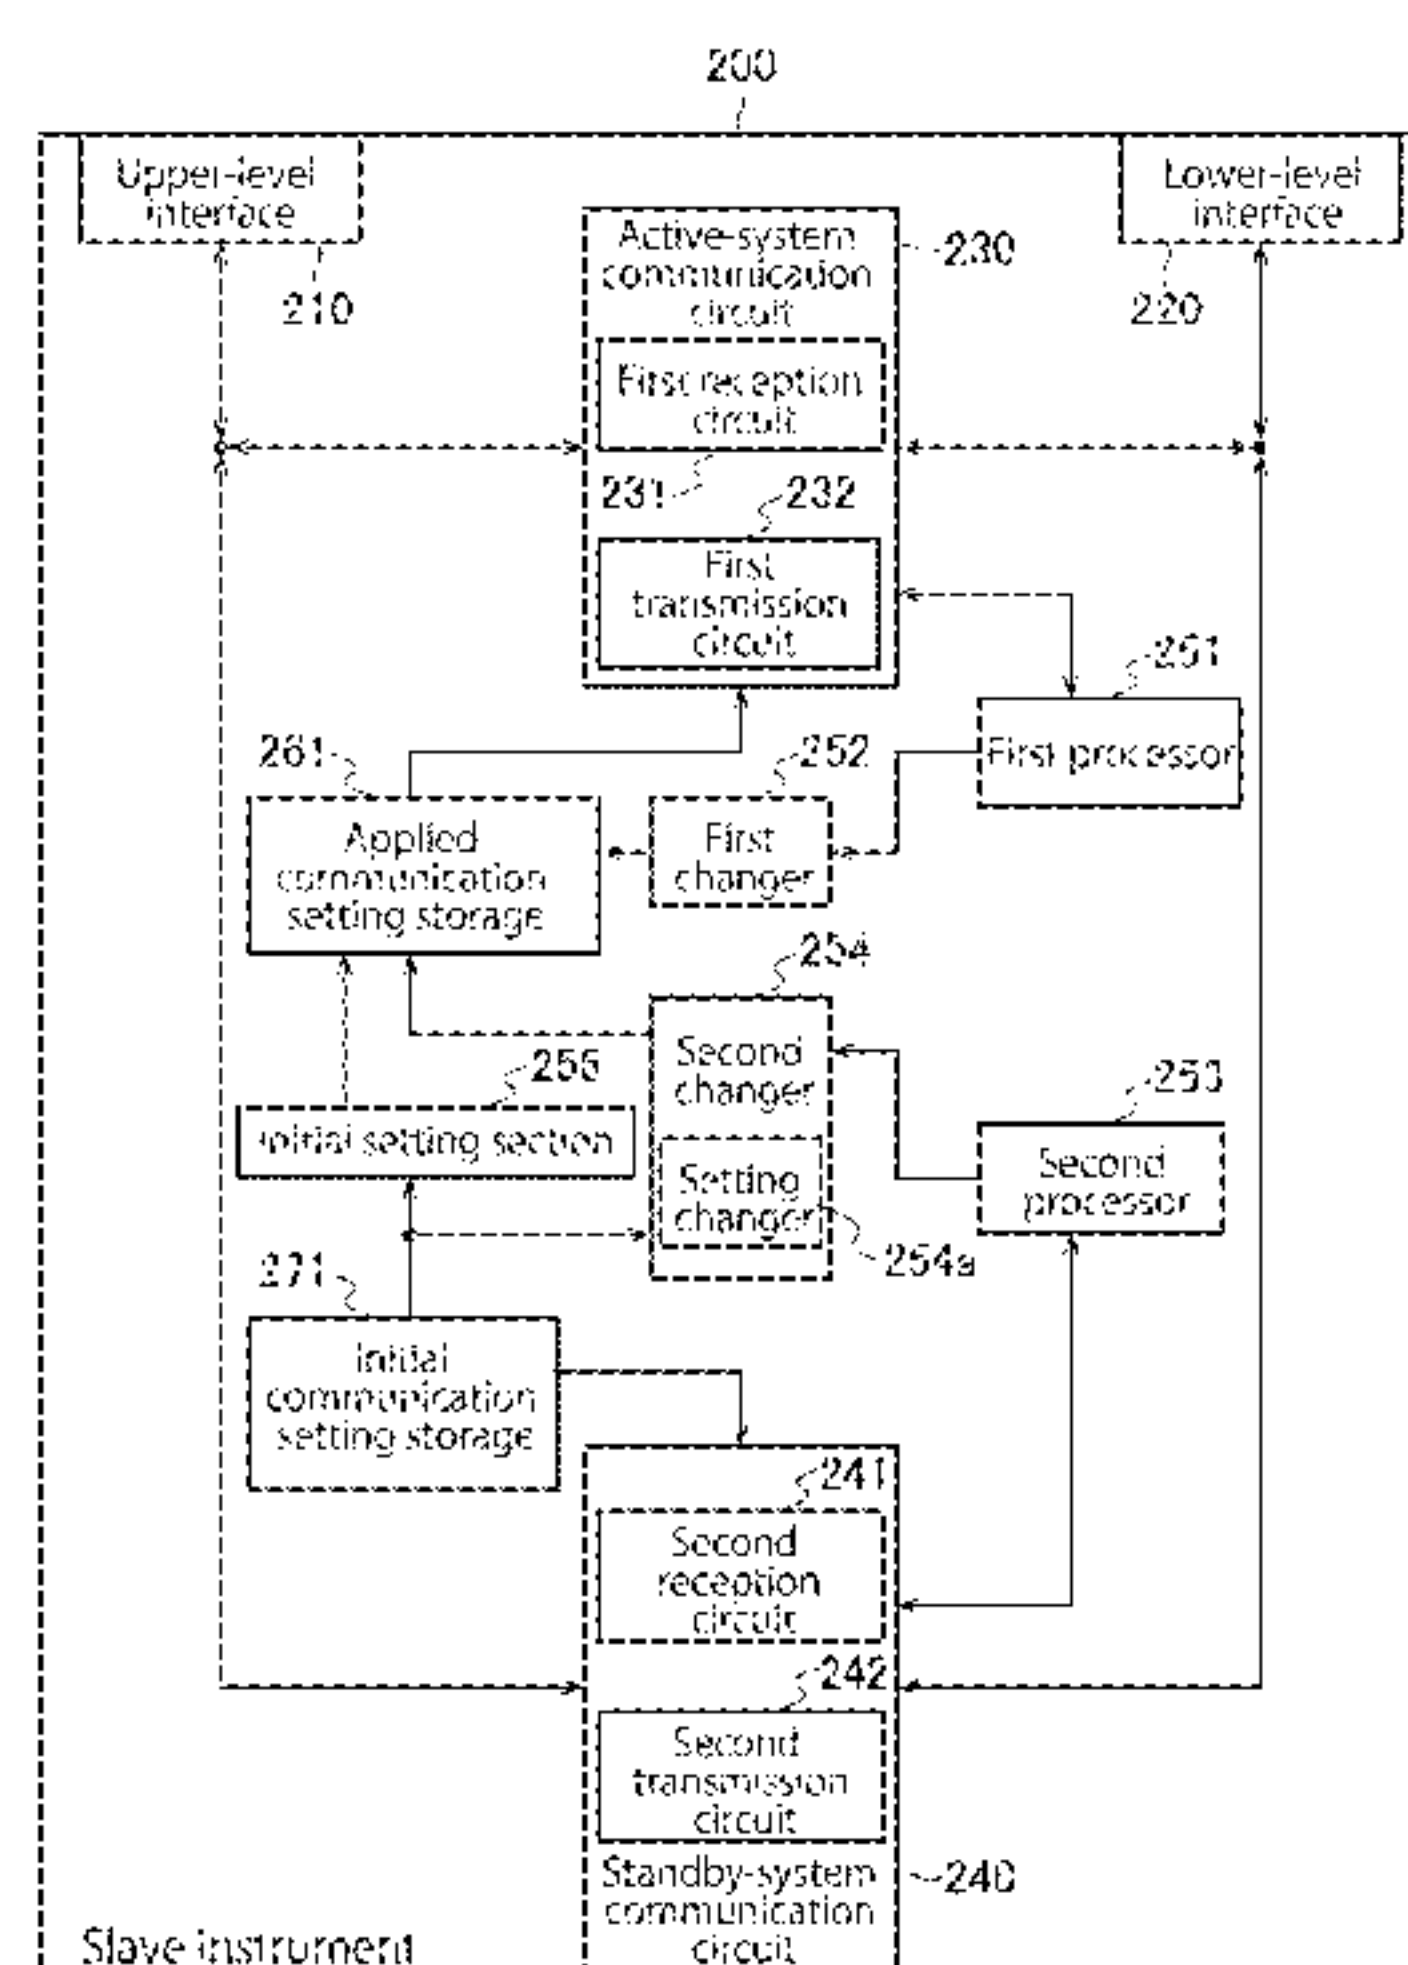 200
Upper-level
interface
210
Lower-level
interface
220
Active-system
communication
circuit
230
First reception
circuit
231
232
First
transmission
circuit
251
First processor
261
Applied
communication
setting storage
252
First
changer
254
Second
changer
Setting
changer
254a
255
Initial setting section
253
Second
processor
271
Initial
communication
setting storage
241
Second
reception
circuit
242
Second
transmission
circuit
Standby-system
communication
circuit
240
Slave instrument